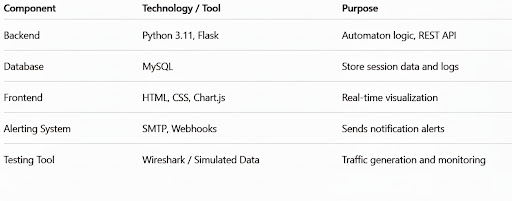 Component Technology / Tool Purpose
Backend Python 3.11, Flask Automaton logic, REST API
Database MySQL Store session data and logs
Frontend HTML, CSS, Chart.js Real-time visualization
Alerting System SMTP, Webhooks Sends notification alerts
Testing Tool Wireshark / Simulated Data Traffic generation and monitoring